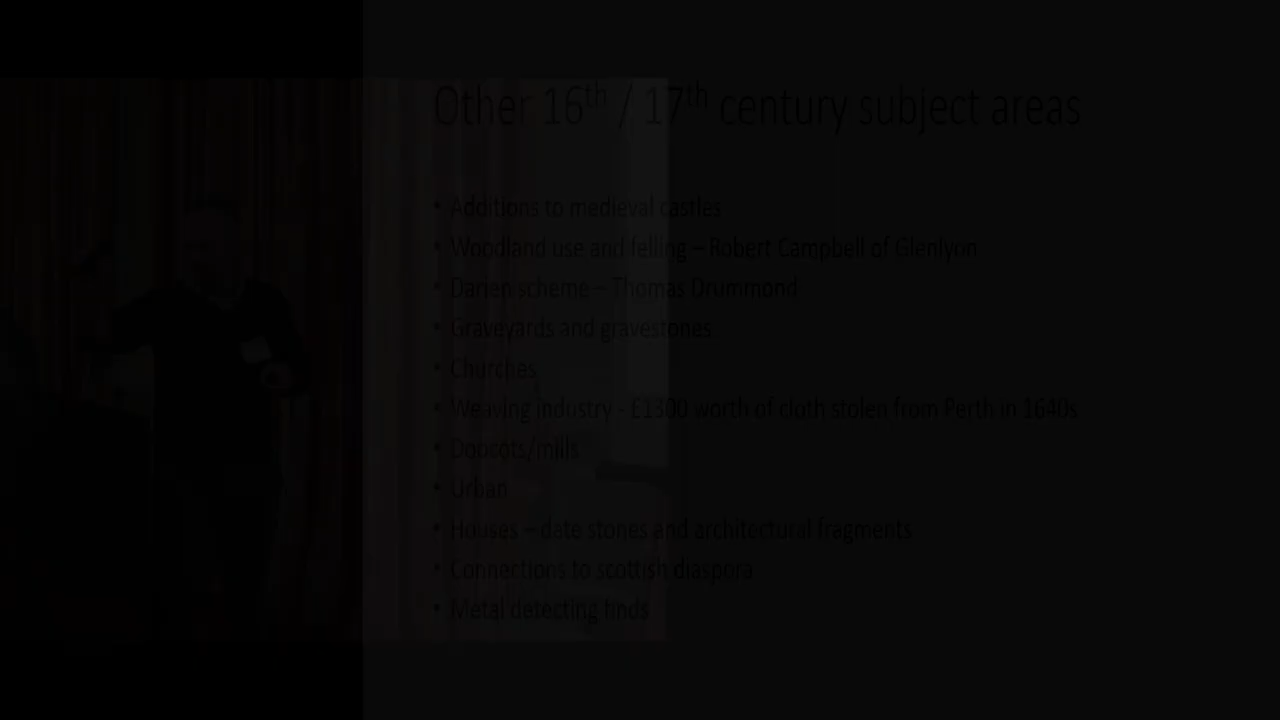 Other 16th / 17th century subject areas
• Additions to medieval castles
• Woodland use and felling – Robert Campbell of Glenlyon
• Darien scheme – Thomas Drummond
• Graveyards and gravestones
• Churches
• Weaving industry - £1300 worth of cloth stolen from Perth in 1640s
• Doocots/mills
• Urban
• Houses – date stones and architectural fragments
• Connections to scottish diaspora
• Metal detecting finds